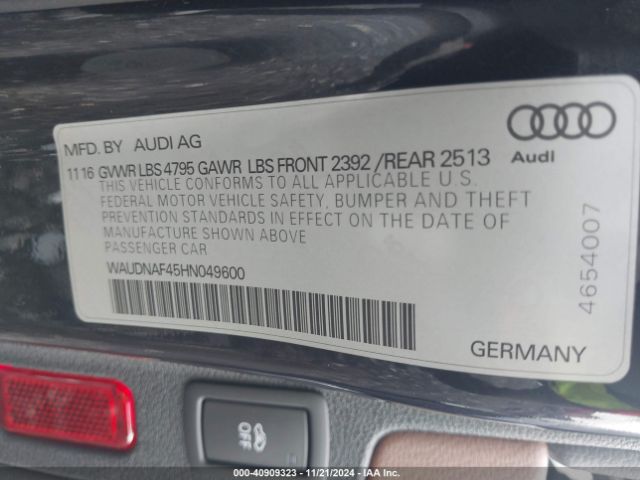 MFD. BY AUDI AG
Audi
1116 GVWR LBS 4795 GAWR LBS FRONT 2392 /REAR 2513
THIS VEHICLE CONFORMS TO ALL APPLICABLE U.S.
FEDERAL MOTOR VEHICLE SAFETY, BUMPER AND THEFT
PREVENTION STANDARDS IN EFFECT ON THE DATE OF
MANUFACTURE SHOWN ABOVE
PASSENGER CAR
WAUDNAF45HN049600
4654007
GERMANY
OFF
000-40909323 — 11/21/2024 — IAA Inc.